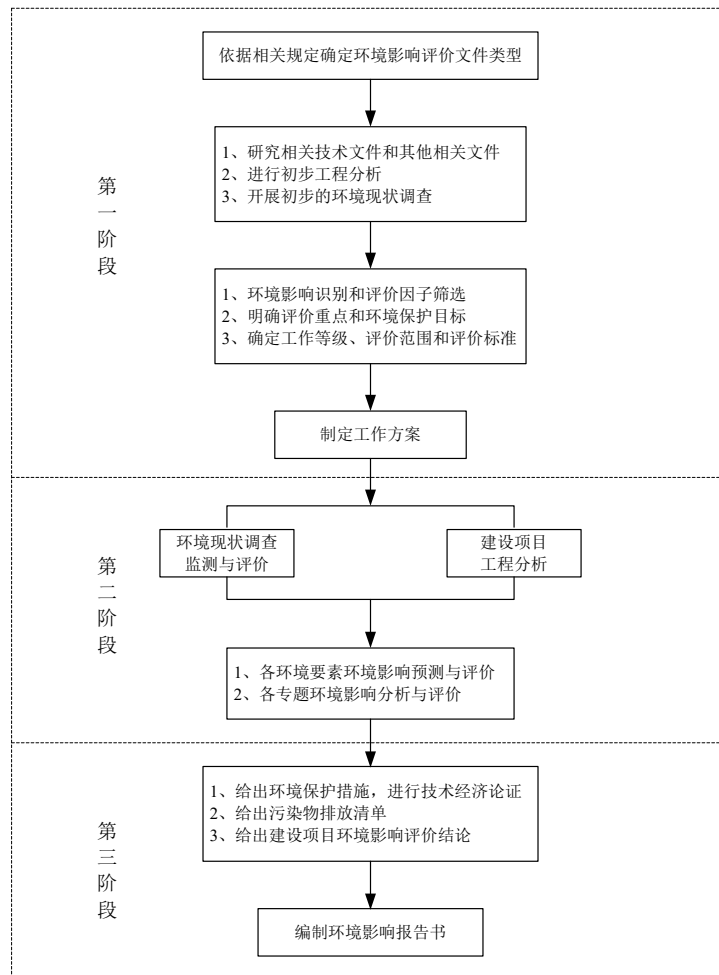 依据相关规定确定环境影响评价文件类型
第一阶段
1、研究相关技术文件和其他相关文件
2、进行初步工程分析
3、开展初步的环境现状调查
1、环境影响识别和评价因子筛选
2、明确评价重点和环境保护目标
3、确定工作等级、评价范围和评价标准
制定工作方案
第二阶段
环境现状调查
监测与评价
建设项目
工程分析
1、各环境要素环境影响预测与评价
2、各专题环境影响分析与评价
第三阶段
1、给出环境保护措施，进行技术经济论证
2、给出污染物排放清单
3、给出建设项目环境影响评价结论
编制环境影响报告书